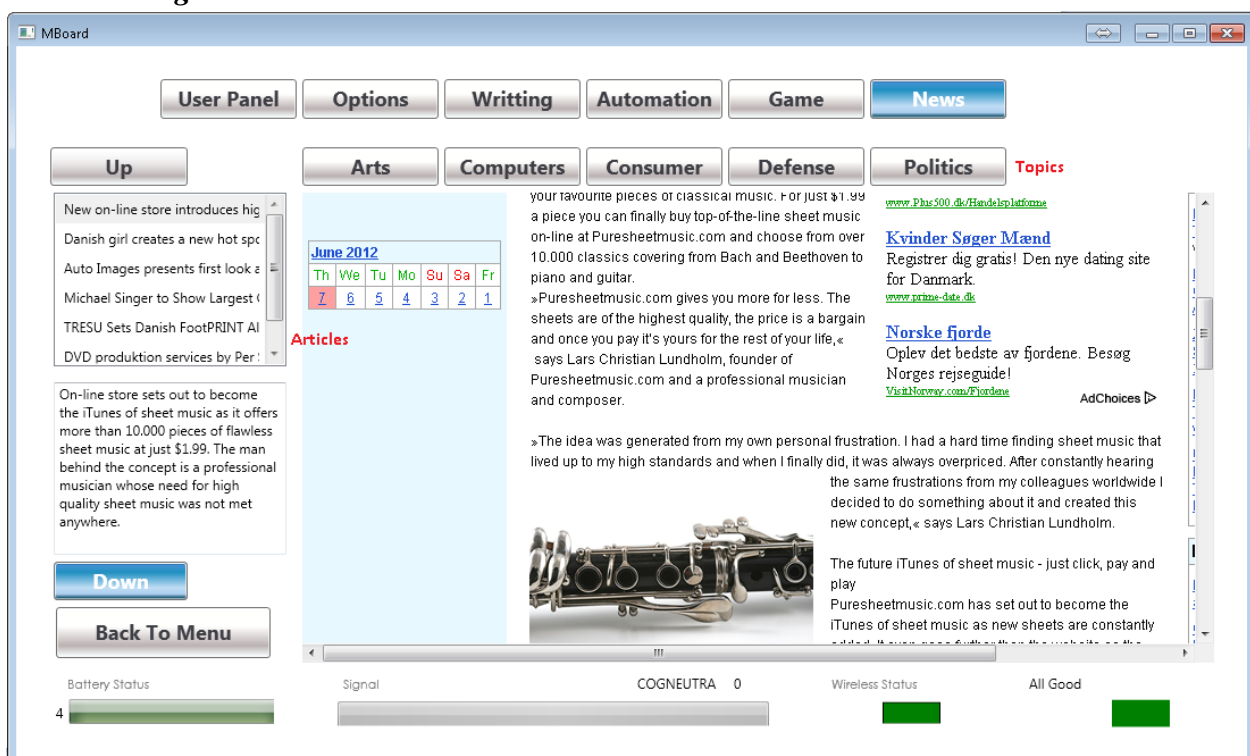 MBoard
User Panel
Options
Writting
Automation
Game
News
Up
Arts
Computers
Consumer
Defense
Politics
Topics
New on-line store introduces hig
Danish girl creates a new hot spc
Auto Images presents first look a
Michael Singer to Show Largest (
TRESU Sets Danish FootPRINT Al
DVD produktion services by Per
Articles
On-line store sets out to become
the iTunes of sheet music as it offers
more than 10.000 pieces of flawless
sheet music at just $1.99. The man
behind the concept is a professional
musician whose need for high
quality sheet music was not met
anywhere.
Down
Back To Menu
June 2012
Th We Tu Mo Su Sa Fr
7 6 5 4 3 2 1
your favourite pieces of classical music. For just $1.99
a piece you can finally buy top-of-the-line sheet music
on-line at Puresheetmusic.com and choose from over
10.000 classics covering from Bach and Beethoven to
piano and guitar.
»Puresheetmusic.com gives you more for less. The
sheets are of the highest quality, the price is a bargain
and once you pay it's yours for the rest of your life,«
says Lars Christian Lundholm, founder of
Puresheetmusic.com and a professional musician
and composer.
www.Plus500.dk/Handelsplatforme
Kvinder Søger Mænd
Registrer dig gratis! Den nye dating site
for Danmark.
www.prime-date.dk
Norske fjorde
Oplev det bedste av fjordene. Besøg
Norges rejseguide!
VisitNorway.com/Fjordene
AdChoices
»The idea was generated from my own personal frustration. I had a hard time finding sheet music that
lived up to my high standards and when I finally did, it was always overpriced. After constantly hearing
the same frustrations from my colleagues worldwide I
decided to do something about it and created this
new concept,« says Lars Christian Lundholm.
The future iTunes of sheet music - just click, pay and
play
Puresheetmusic.com has set out to become the
iTunes of sheet music as new sheets are constantly
Battery Status
4
Signal
COGNEUTRA 0
Wireless Status
All Good